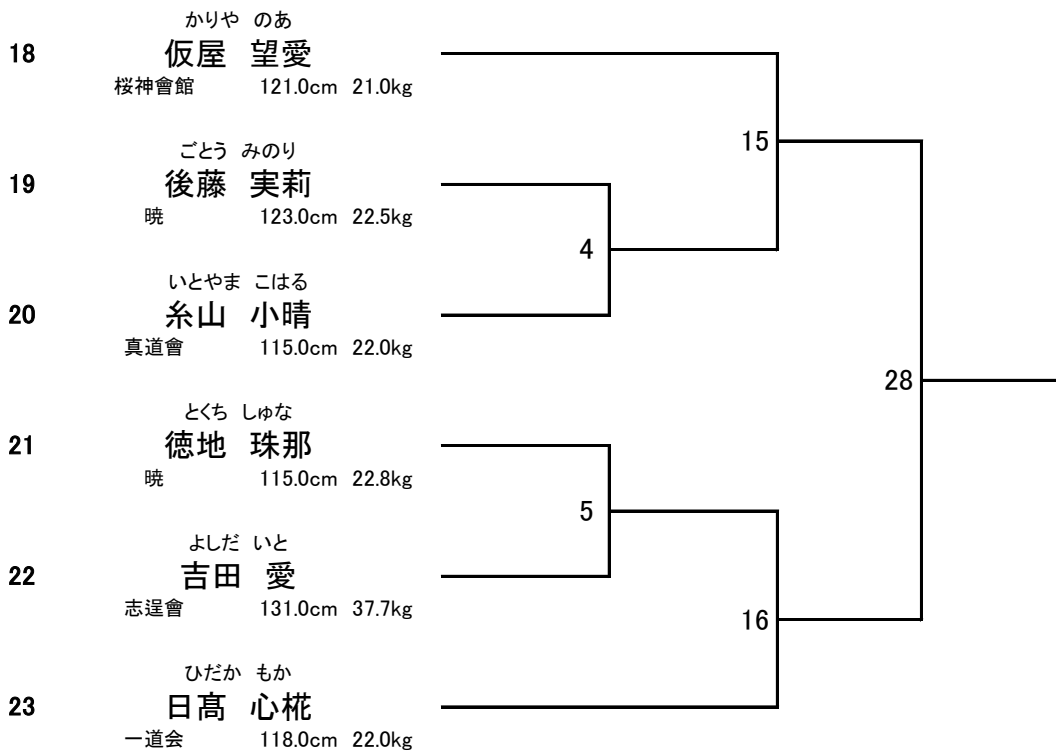 かりや のあ
18 仮屋 望愛
桜神會館 121.0cm 21.0kg
15
ごとう みのり
19 後藤 実莉
暁 123.0cm 22.5kg
4
いとやま こはる
20 糸山 小晴
真道會 115.0cm 22.0kg
28
とくち しゅな
21 徳地 珠那
暁 115.0cm 22.8kg
5
よしだ いと
22 吉田 愛
志逞會 131.0cm 37.7kg
16
ひだか もか
23 日髙 心椛
一道会 118.0cm 22.0kg